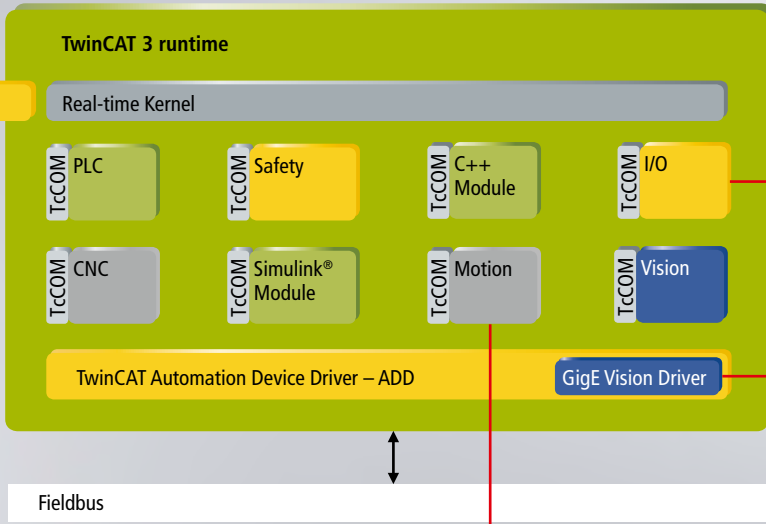 TwinCAT 3 runtime
Real-time Kernel
TcCOM
PLC
TcCOM
Safety
TcCOM
C++
Module
TcCOM
I/O
TcCOM
CNC
TcCOM
Simulink®
Module
TcCOM
Motion
TcCOM
Vision
TwinCAT Automation Device Driver – ADD
GigE Vision Driver
Fieldbus